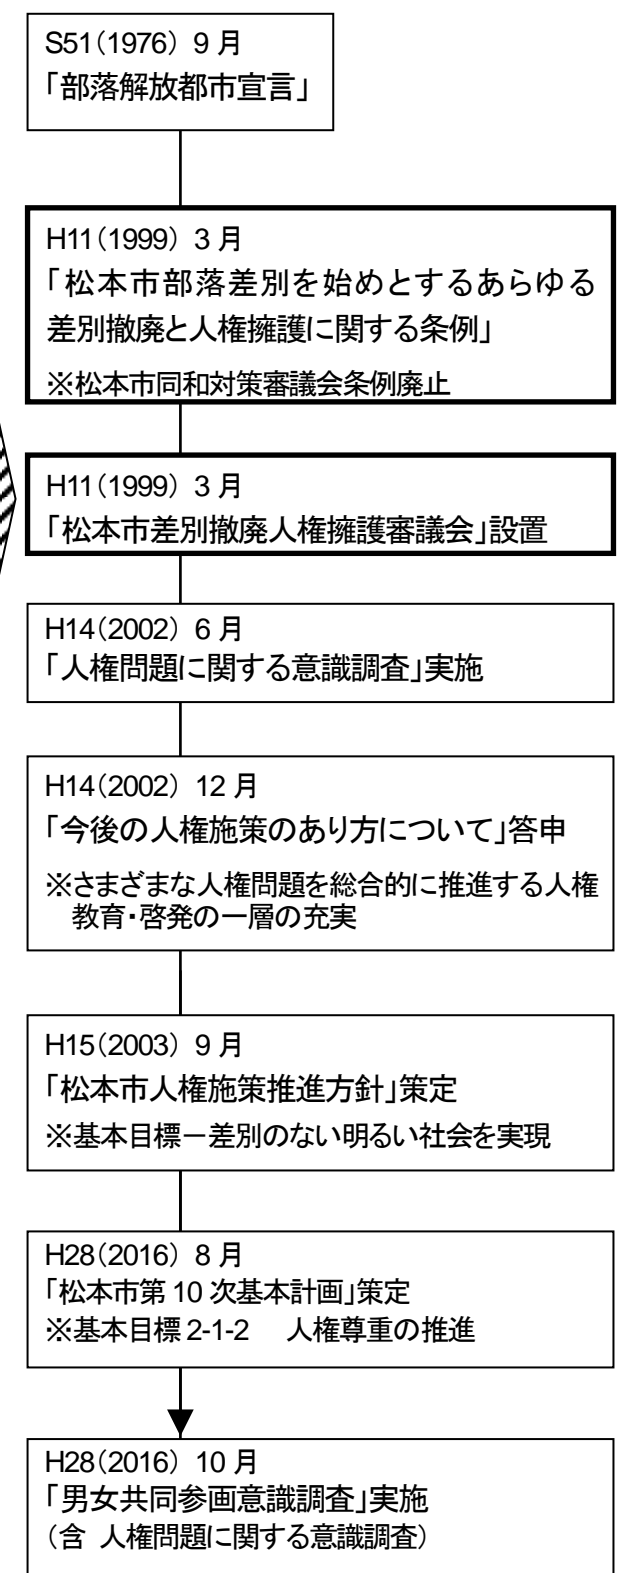 S51（1976）9月
「部落解放都市宣言」
H11（1999）3月
「松本市部落差別を始めとするあらゆる
差別撤廃と人権擁護に関する条例」
※松本市同和対策審議会条例廃止
H11（1999）3月
「松本市差別撤廃人権擁護審議会」設置
H14（2002）6月
「人権問題に関する意識調査」実施
H14（2002）12月
「今後の人権施策のあり方について」答申
※さまざまな人権問題を総合的に推進する人権
教育・啓発の一層の充実
H15（2003）9月
「松本市人権施策推進方針」策定
※基本目標－差別のない明るい社会を実現
H28（2016）8月
「松本市第10次基本計画」策定
※基本目標2-1-2　人権尊重の推進
H28（2016）10月
「男女共同参画意識調査」実施
（含 人権問題に関する意識調査）